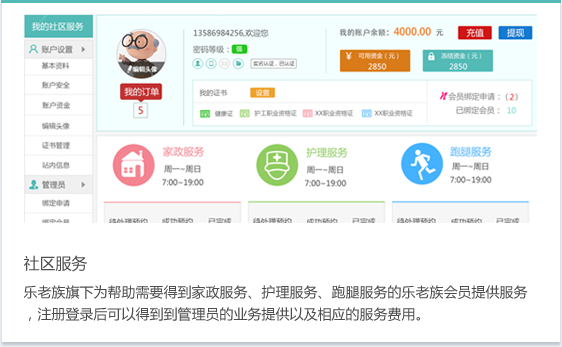 我的社区服务
账户设置
基本资料
账户安全
账户资金
编辑头像
证书管理
站内信息
管理员
绑定申请
绑定会员
编辑头像
我的订单
5
13586984256,欢迎您
密码等级： 强
实名认证，已认证
我的账户余额：4000.00 元
充值 提现
¥ 可用资金（元）
2850
冻结资金（元）
2850
我的证书 设置
健康证 护工职业资格证 XX职业资格证 XX职业资格证
会员绑定申请：（2）
已绑定会员： 10
家政服务
周一~周日
7:00~19:00
护理服务
周一~周日
7:00~19:00
跑腿服务
周一~周日
7:00~19:00
待处理预约 成功预约 已完成
待处理预约 成功预约 已完成
待处理预约 成功预约 已完成
社区服务
乐老族旗下为帮助需要得到家政服务、护理服务、跑腿服务的乐老族会员提供服务
，注册登录后可以得到到管理员的业务提供以及相应的服务费用。